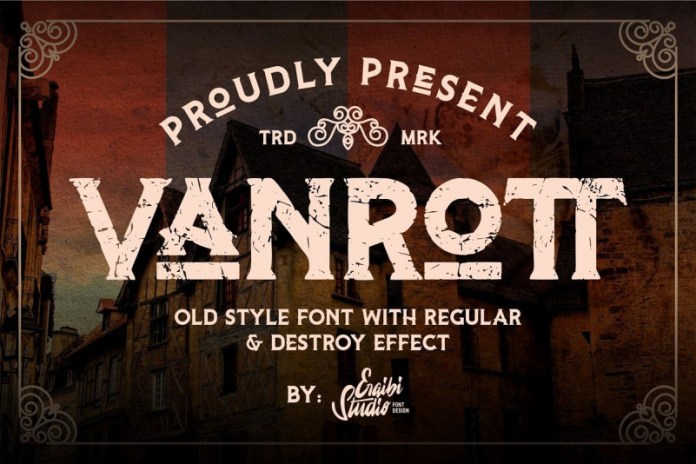 PROUDLY PRESENT
TRD MRK
VANROTT
OLD STYLE FONT WITH REGULAR
& DESTROY EFFECT
BY: Ergibi
Studio FONT
DESIGN